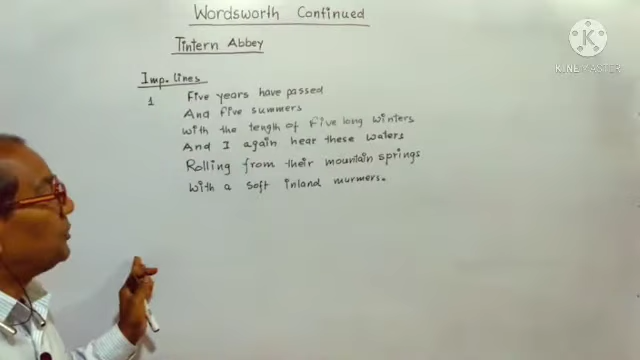 Wordsworth Continued
Tintern Abbey
Imp. lines
1 Five years have passed
And five summers
with the tength of five long winters
And I again hear these waters
Rolling from their mountain springs
with a soft inland murmers.
KINEMASTER